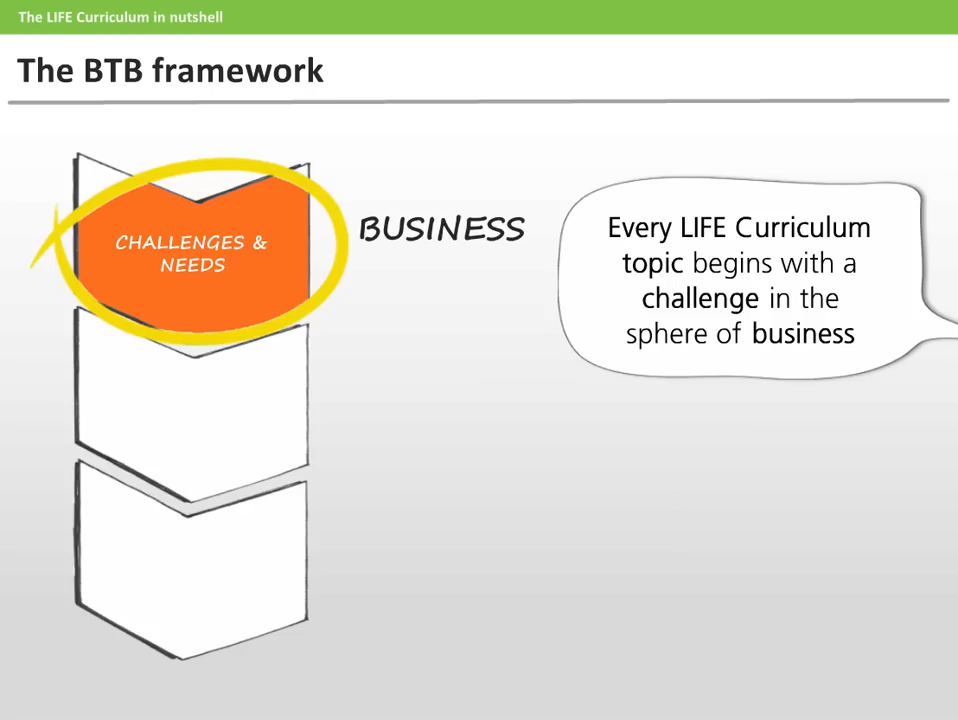 The LIFE Curriculum in nutshell
The BTB framework
CHALLENGES &
NEEDS
BUSINESS
Every LIFE Curriculum
topic begins with a
challenge in the
sphere of business